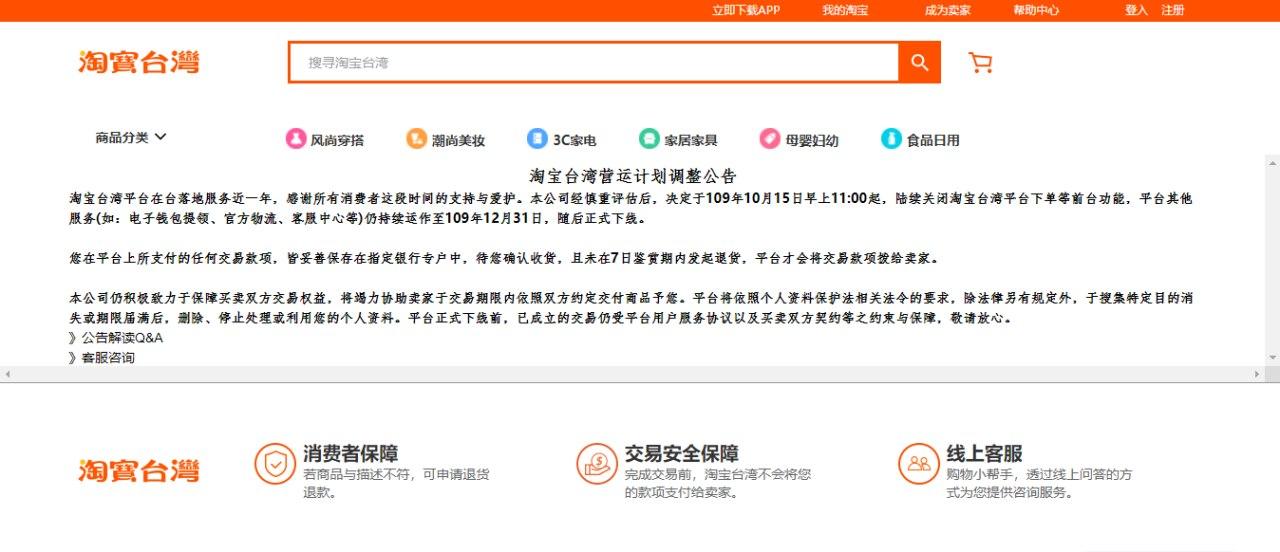 立即下载APP 我的淘宝 成为卖家 帮助中心 登入 注册
淘寶台灣
搜寻淘宝台湾
商品分类 风尚穿搭 潮尚美妆 3C家电 家居家具 母婴妇幼 食品日用
淘宝台湾营运计划调整公告
淘宝台湾平台在台落地服务近一年，感谢所有消费者这段时间的支持与爱护。本公司经慎重评估后，决定于109年10月15日早上11:00起，陆续关闭淘宝台湾平台下单等前台功能，平台其他
服务(如：电子钱包提领、官方物流、客服中心等)仍持续运作至109年12月31日，随后正式下线。
您在平台上所支付的任何交易款项，皆妥善保存在指定银行专户中，待您确认收货，且未在7日鉴赏期内发起退货，平台才会将交易款项拨给卖家。
本公司仍积极致力于保障买卖双方交易权益，将竭力协助卖家于交易期限内依照双方约定交付商品予您。平台将依照个人资料保护法相关法令的要求，除法律另有规定外，于搜集特定目的消
失或期限届满后，删除、停止处理或利用您的个人资料。平台正式下线前，已成立的交易仍受平台用户服务协议以及买卖双方契约等之约束与保障，敬请放心。
》公告解读Q&A
》客服咨询
淘寶台灣
消费者保障
若商品与描述不符，可申请退货
退款。
交易安全保障
完成交易前，淘宝台湾不会将您
的款项支付给卖家。
线上客服
购物小帮手，透过线上问答的方
式为您提供咨询服务。